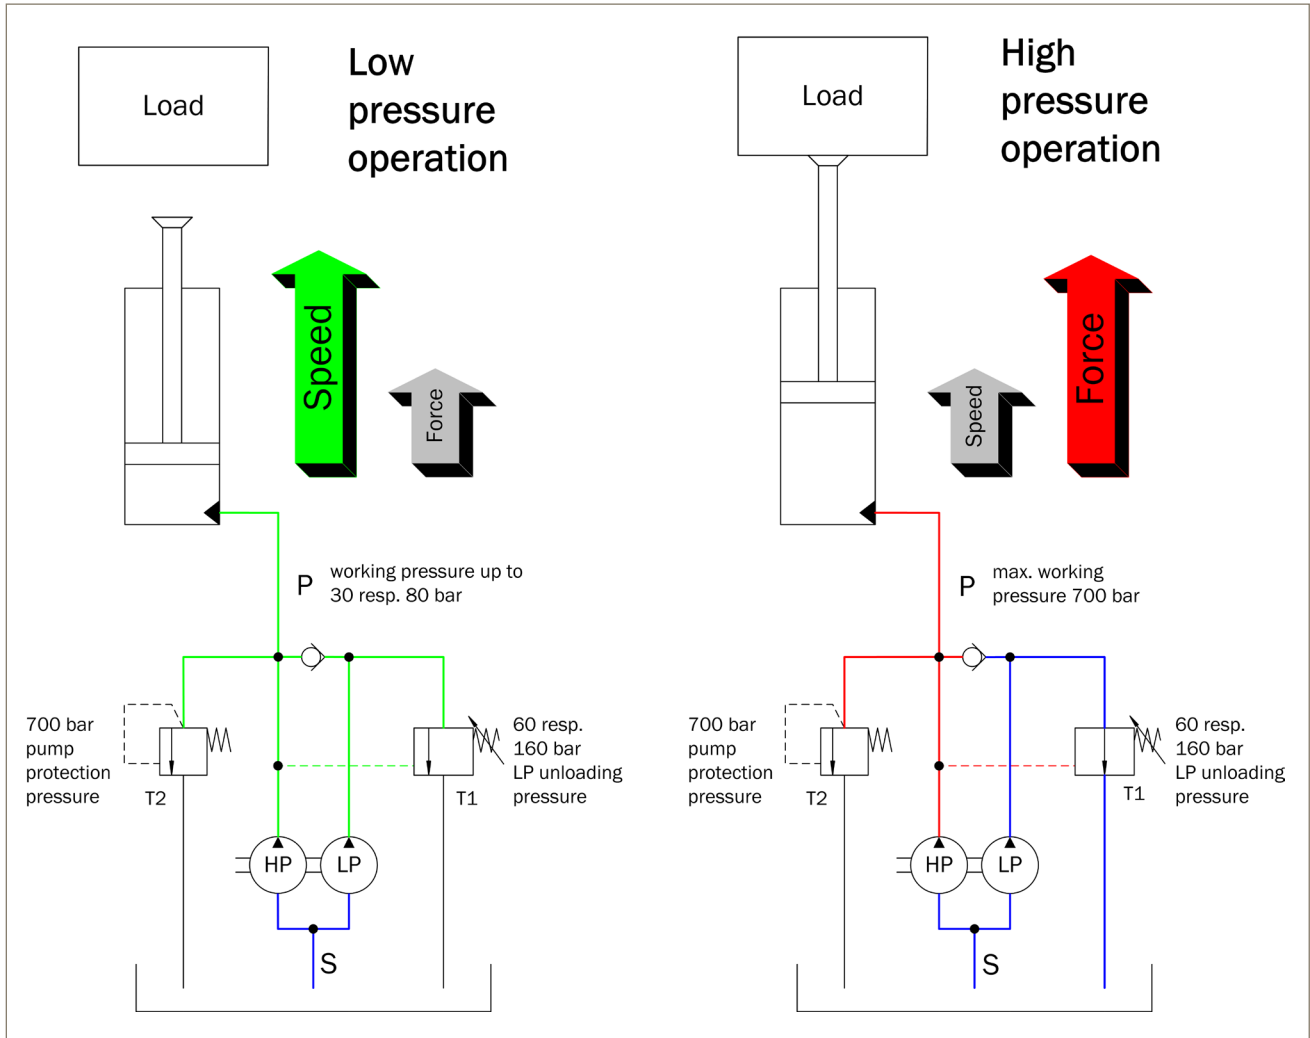 Load
Low
pressure
operation
Speed
Force
P
working pressure up to
30 resp. 80 bar
700 bar
pump
protection
pressure
T2
60 resp.
160 bar
LP unloading
pressure
T1
HP
LP
S
Load
High
pressure
operation
Speed
Force
P
max. working
pressure 700 bar
700 bar
pump
protection
pressure
T2
60 resp.
160 bar
LP unloading
pressure
T1
HP
LP
S